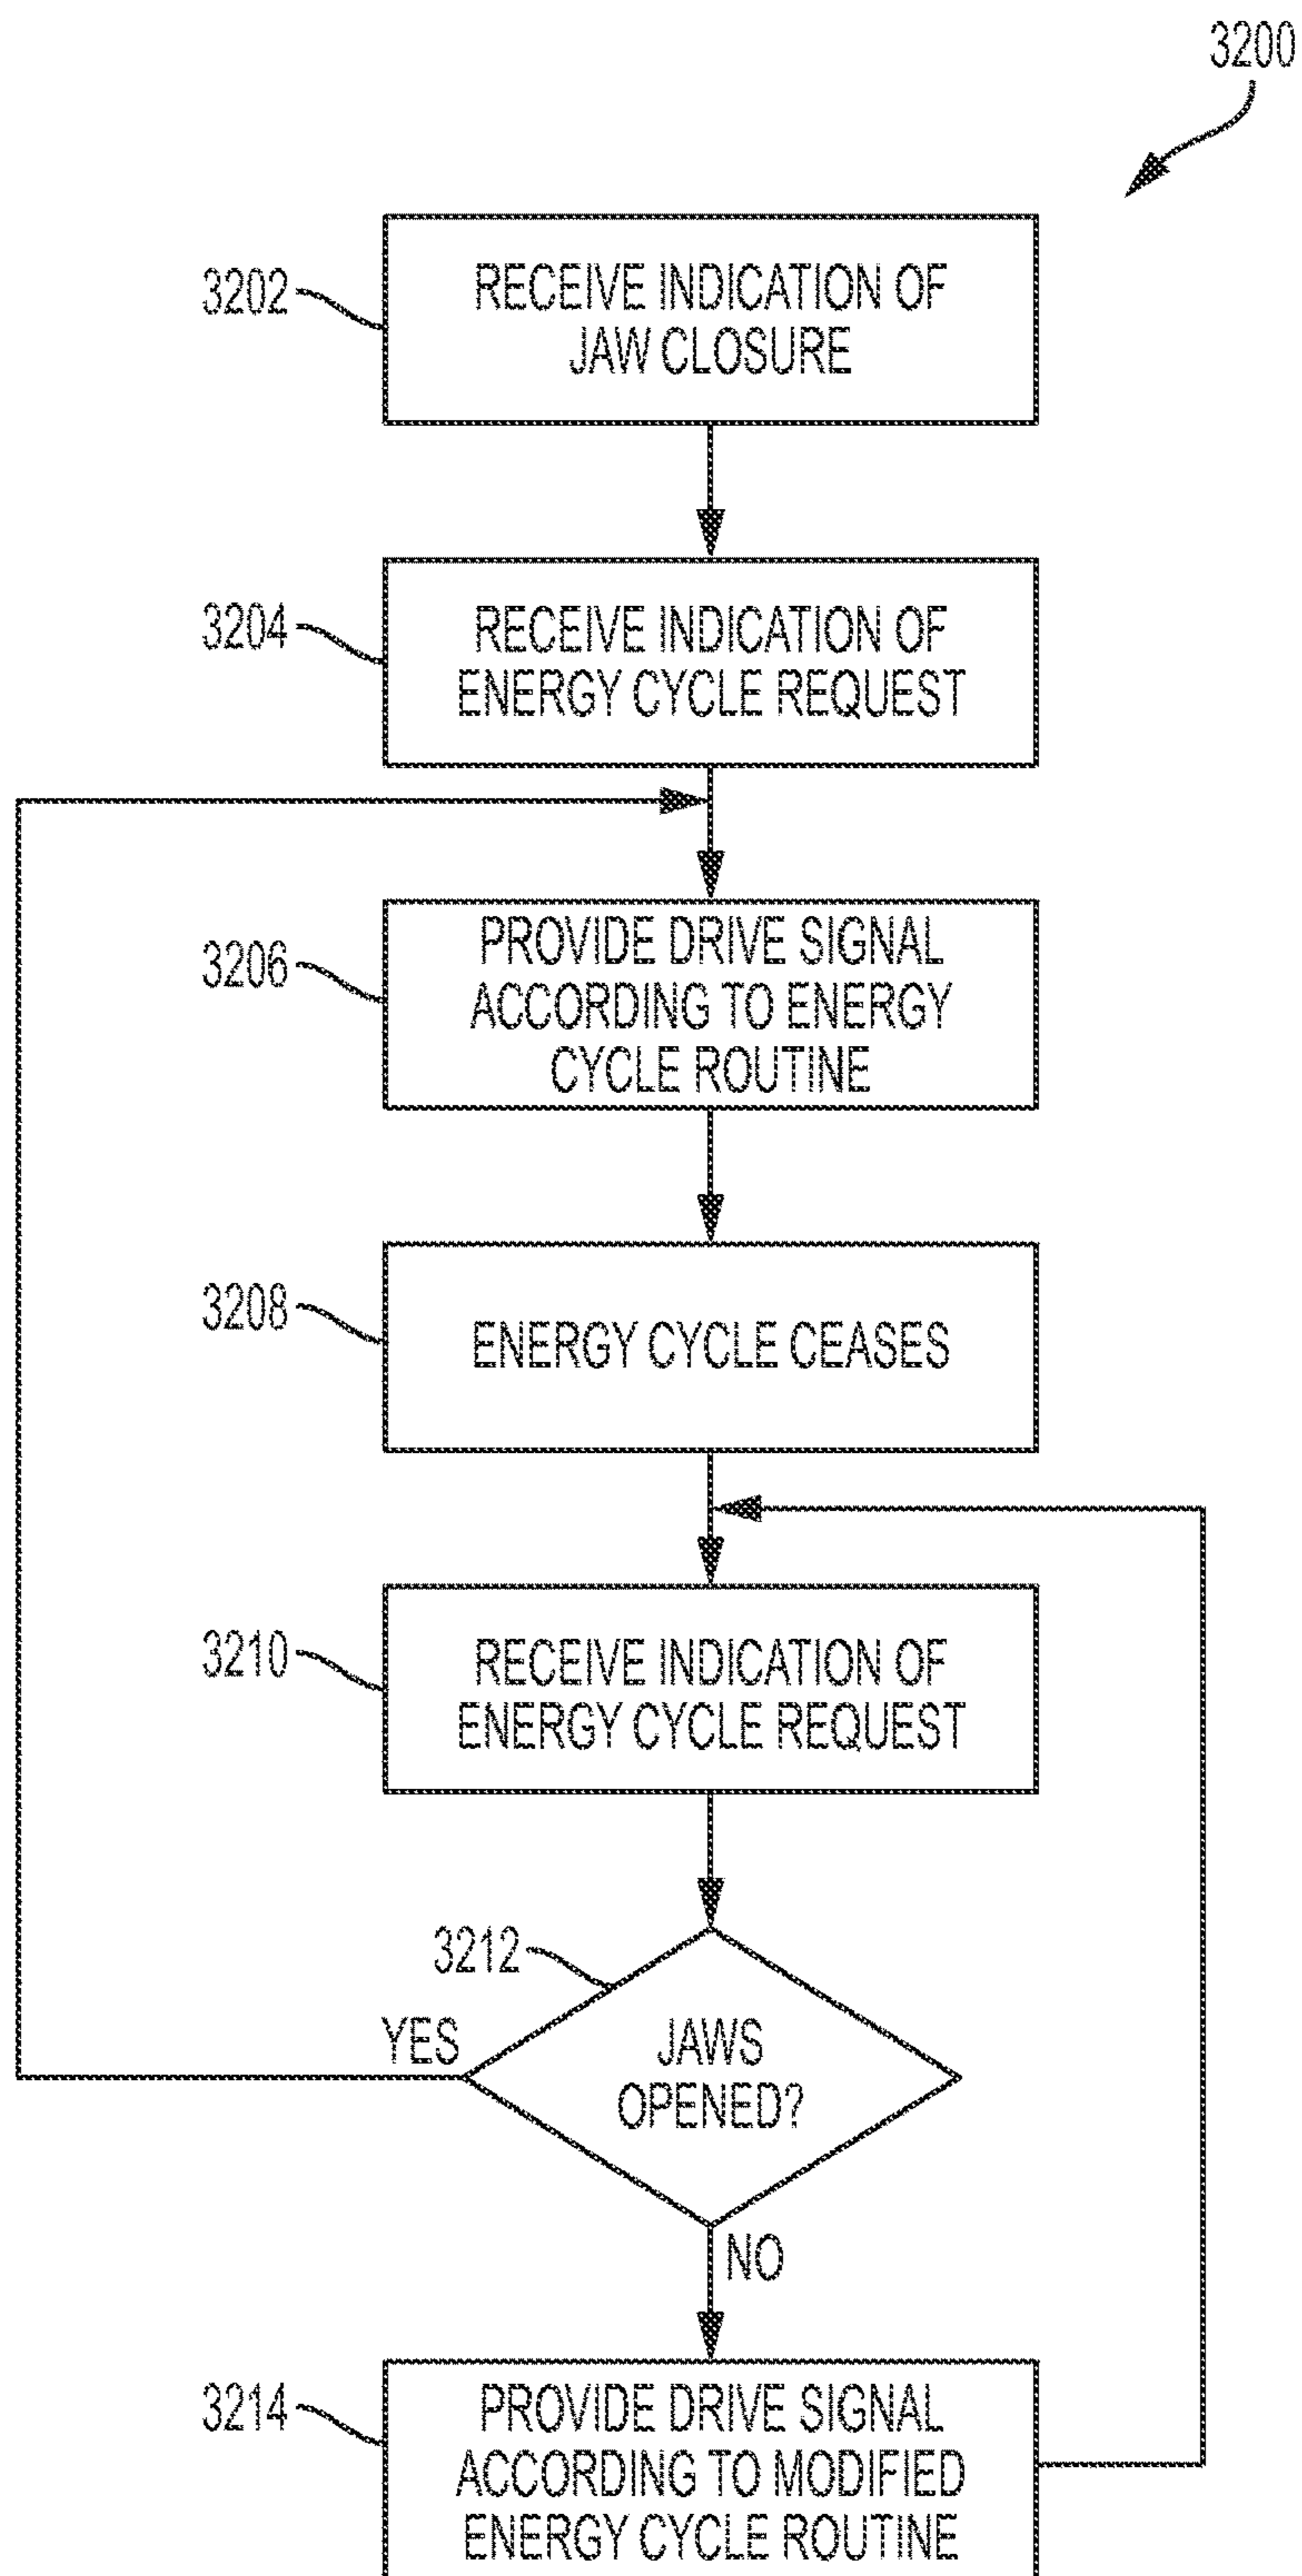 3200
3202
RECEIVE INDICATION OF
JAW CLOSURE
3204
RECEIVE INDICATION OF
ENERGY CYCLE REQUEST
3206
PROVIDE DRIVE SIGNAL
ACCORDING TO ENERGY
CYCLE ROUTINE
3208
ENERGY CYCLE CEASES
3210
RECEIVE INDICATION OF
ENERGY CYCLE REQUEST
3212
YES
JAWS
OPENED?
NO
3214
PROVIDE DRIVE SIGNAL
ACCORDING TO MODIFIED
ENERGY CYCLE ROUTINE